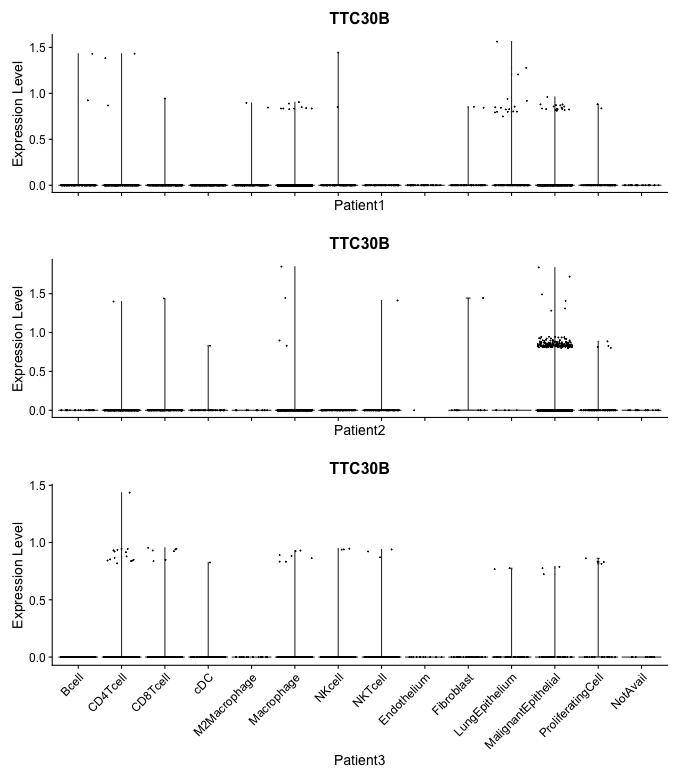 TTC30B
Expression Level
1.5
1.0
0.5
0.0
Patient1
TTC30B
Expression Level
1.5
1.0
0.5
0.0
Patient2
TTC30B
Expression Level
1.5
1.0
0.5
0.0
Bcell
CD4Tcell
CD8Tcell
cDC
M2Macrophage
Macrophage
NKcell
NKTcell
Endothelium
Fibroblast
LungEpithelium
MalignantEpithelial
ProliferatingCell
NotAvail
Patient3